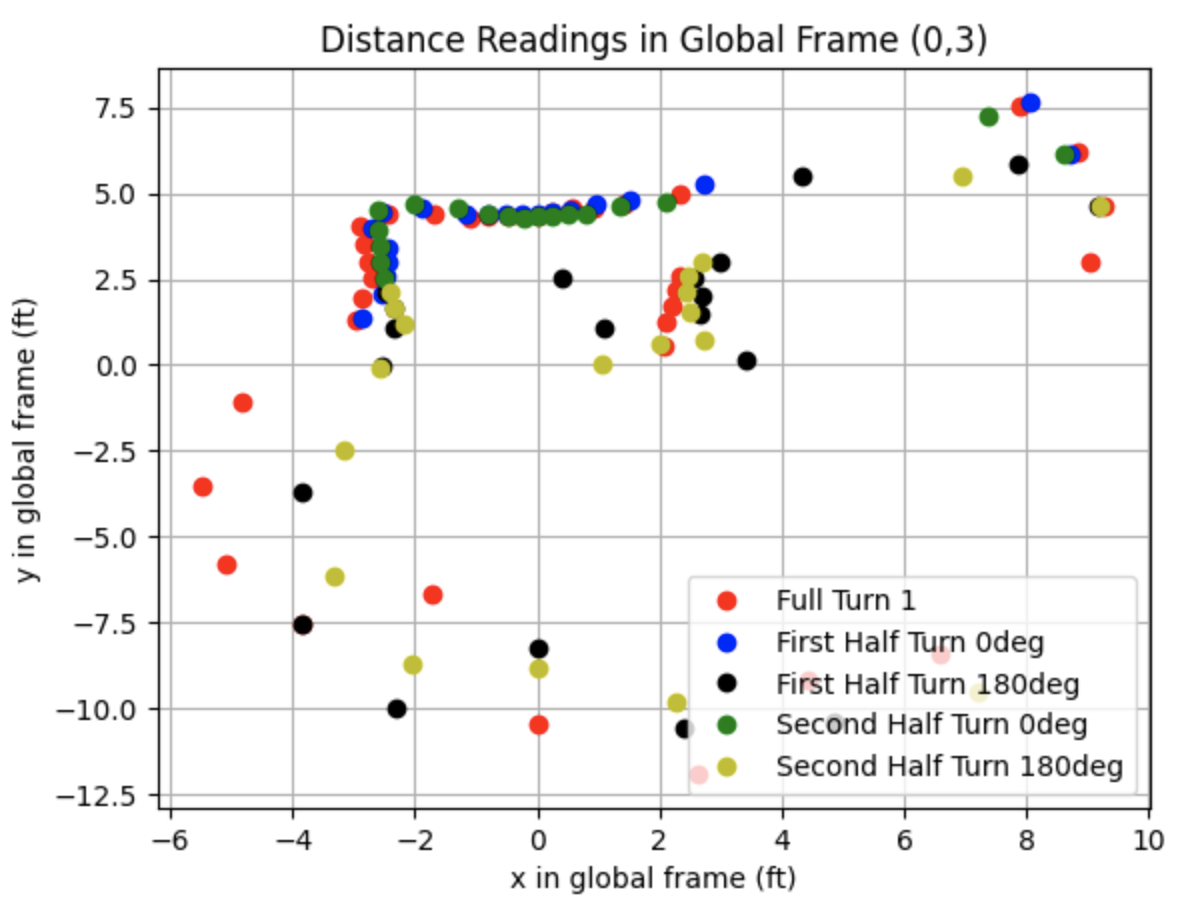 Distance Readings in Global Frame (0,3)
7.5
5.0
2.5
0.0
−2.5
−5.0
−7.5
−10.0
−12.5
y in global frame (ft)
Full Turn 1
First Half Turn 0deg
First Half Turn 180deg
Second Half Turn 0deg
Second Half Turn 180deg
−6 −4 −2 0 2 4 6 8 10
x in global frame (ft)